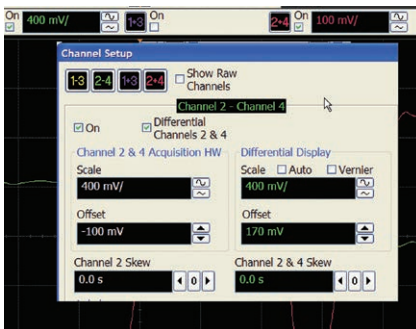 On 400 mV/ 1+3 On 2+4 On 100 mV/
Channel Setup
1-3 2-4 1+3 2+4 Show Raw Channels
Channel 2 - Channel 4
On Differential Channels 2 & 4
Channel 2 & 4 Acquisition HW Differential Display
Scale Scale Auto Vernier
400 mV/ 400 mV/
Offset Offset
-100 mV 170 mV
Channel 2 Skew Channel 2 & 4 Skew
0.0 s 0 0.0 s 0